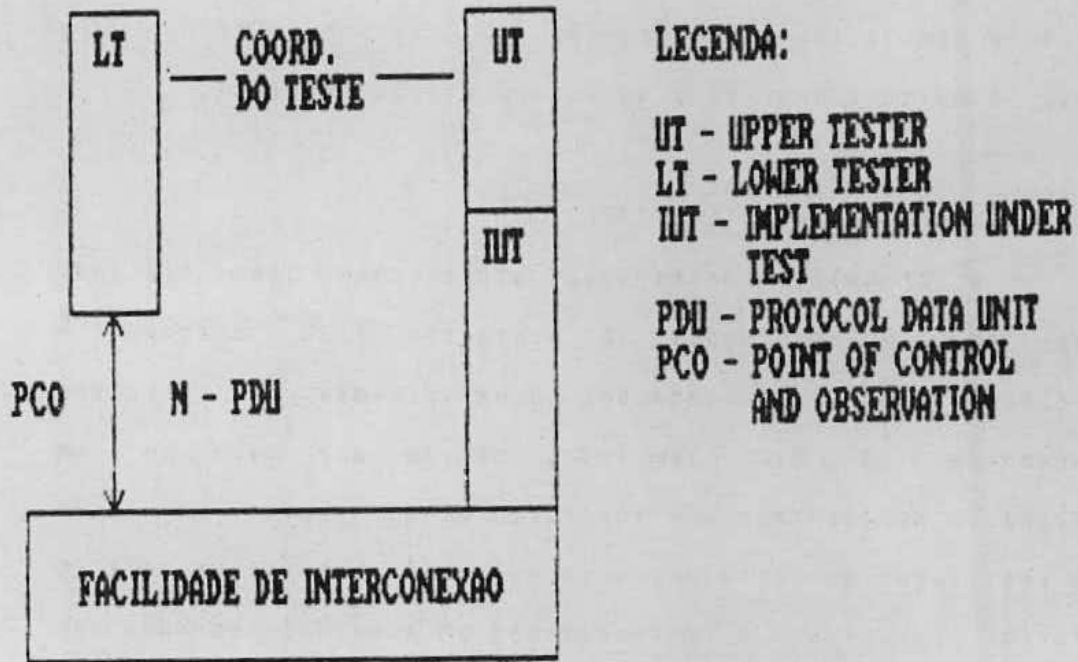 LT
COORD.
DO TESTE
UT
IUT
PCO
N - PDU
FACILIDADE DE INTERCONEXAO
LEGENDA:
UT - UPPER TESTER
LT - LOWER TESTER
IUT - IMPLEMENTATION UNDER
TEST
PDU - PROTOCOL DATA UNIT
PCO - POINT OF CONTROL
AND OBSERVATION